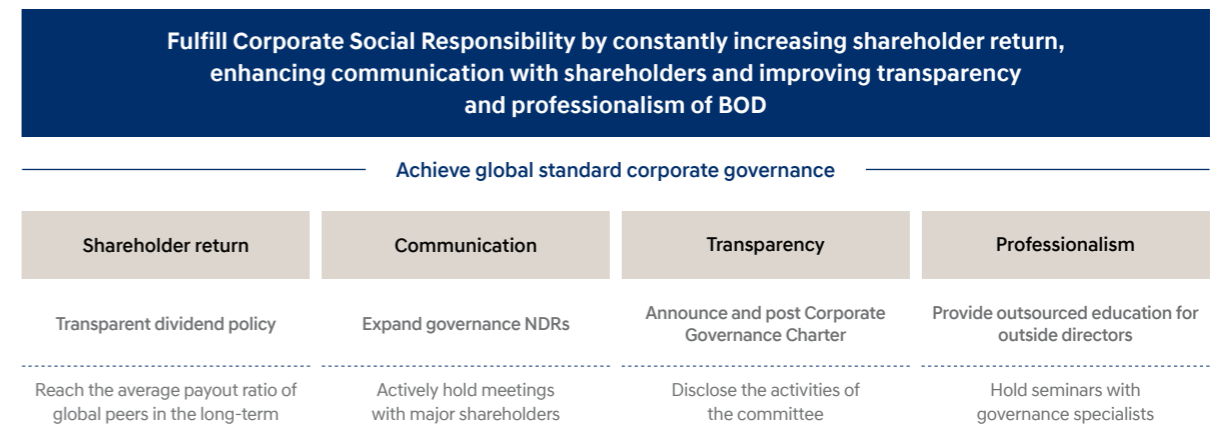 Fulfill Corporate Social Responsibility by constantly increasing shareholder return,
enhancing communication with shareholders and improving transparency
and professionalism of BOD
Achieve global standard corporate governance
Shareholder return
Transparent dividend policy
Reach the average payout ratio of
global peers in the long-term
Communication
Expand governance NDRs
Actively hold meetings
with major shareholders
Transparency
Announce and post Corporate
Governance Charter
Disclose the activities of
the committee
Professionalism
Provide outsourced education for
outside directors
Hold seminars with
governance specialists